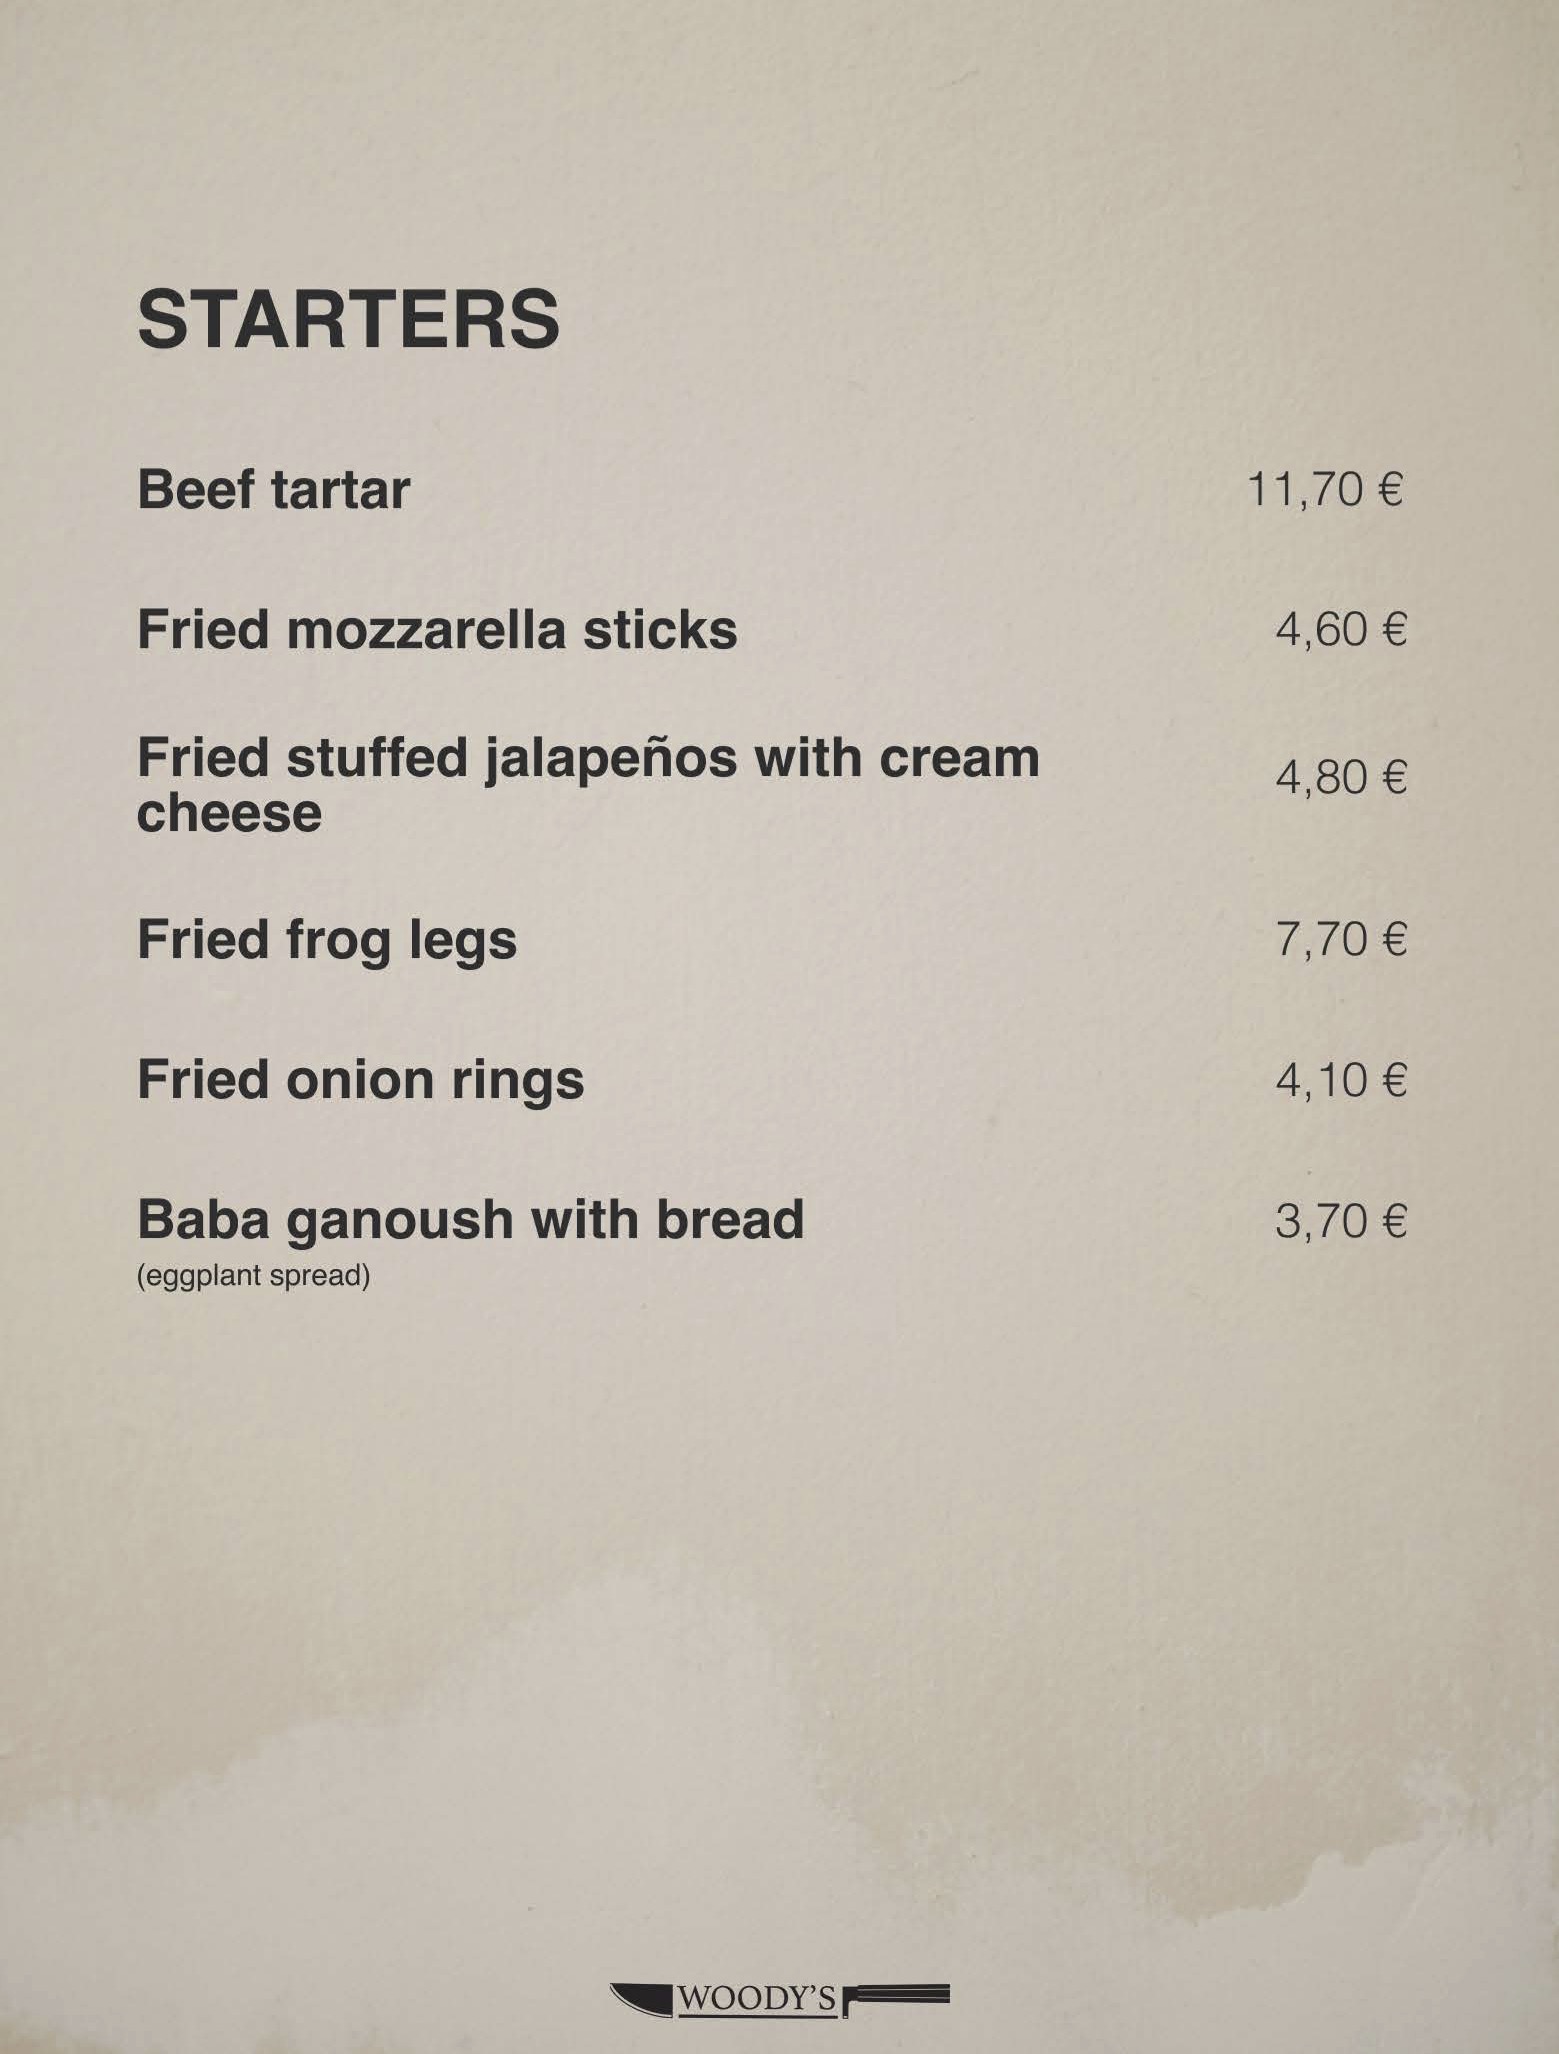 STARTERS
Beef tartar 11,70 €
Fried mozzarella sticks 4,60 €
Fried stuffed jalapeños with cream
cheese 4,80 €
Fried frog legs 7,70 €
Fried onion rings 4,10 €
Baba ganoush with bread 3,70 €
(eggplant spread)
WOODY'S